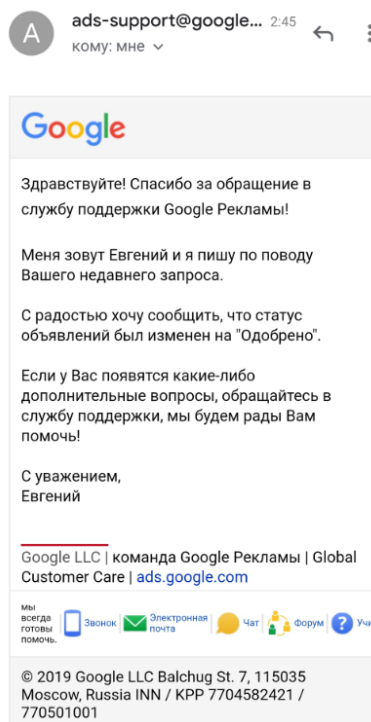 A
ads-support@google... 2:45
кому: мне
Google
Здравствуйте! Спасибо за обращение в
службу поддержки Google Рекламы!
Меня зовут Евгений и я пишу по поводу
Вашего недавнего запроса.
С радостью хочу сообщить, что статус
объявлений был изменен на "Одобрено".
Если у Вас появятся какие-либо
дополнительные вопросы, обращайтесь в
службу поддержки, мы будем рады Вам
помочь!
С уважением,
Евгений
Google LLC | команда Google Рекламы | Global
Customer Care | ads.google.com
мы
всегда
готовы
помочь.
Звонок
Электронная
почта
Чат
Форум
? Уч
© 2019 Google LLC Balchug St. 7, 115035
Moscow, Russia INN / КPP 7704582421 /
770501001